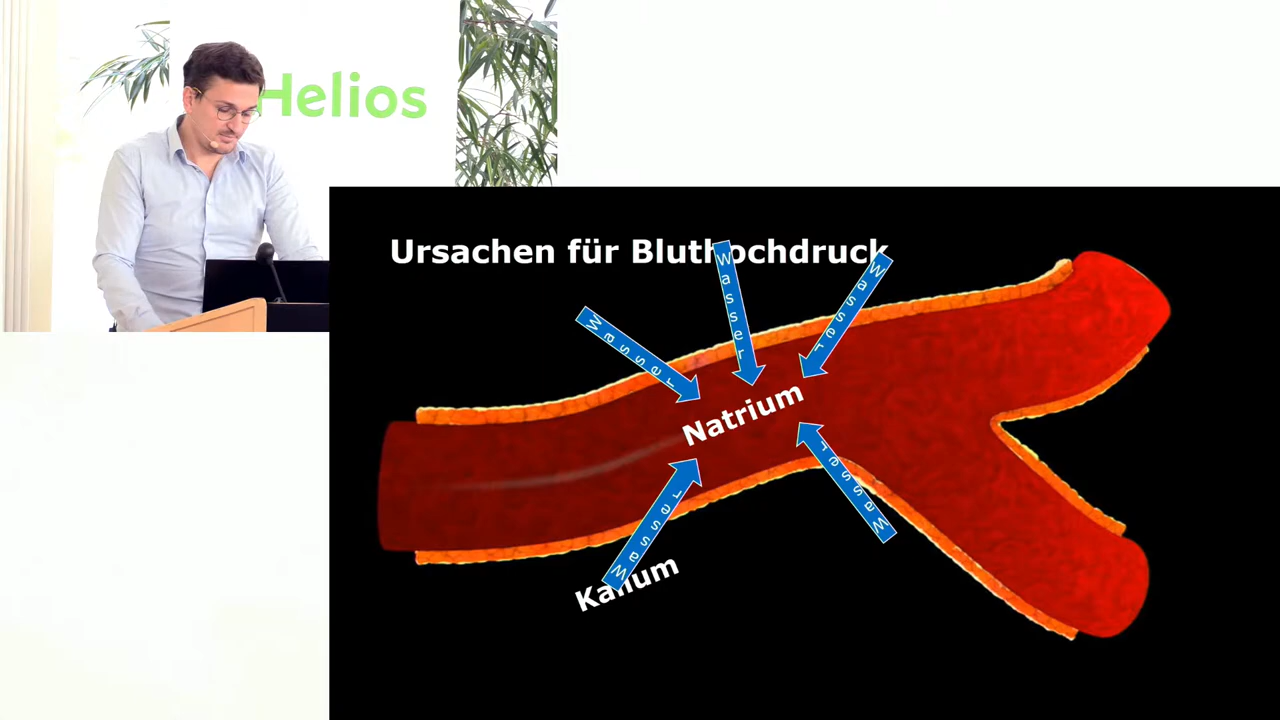 Helios
Ursachen für Bluthochdruck
Wasser
Wasser
Wasser
Natrium
Wasser
Wasser
Kalium